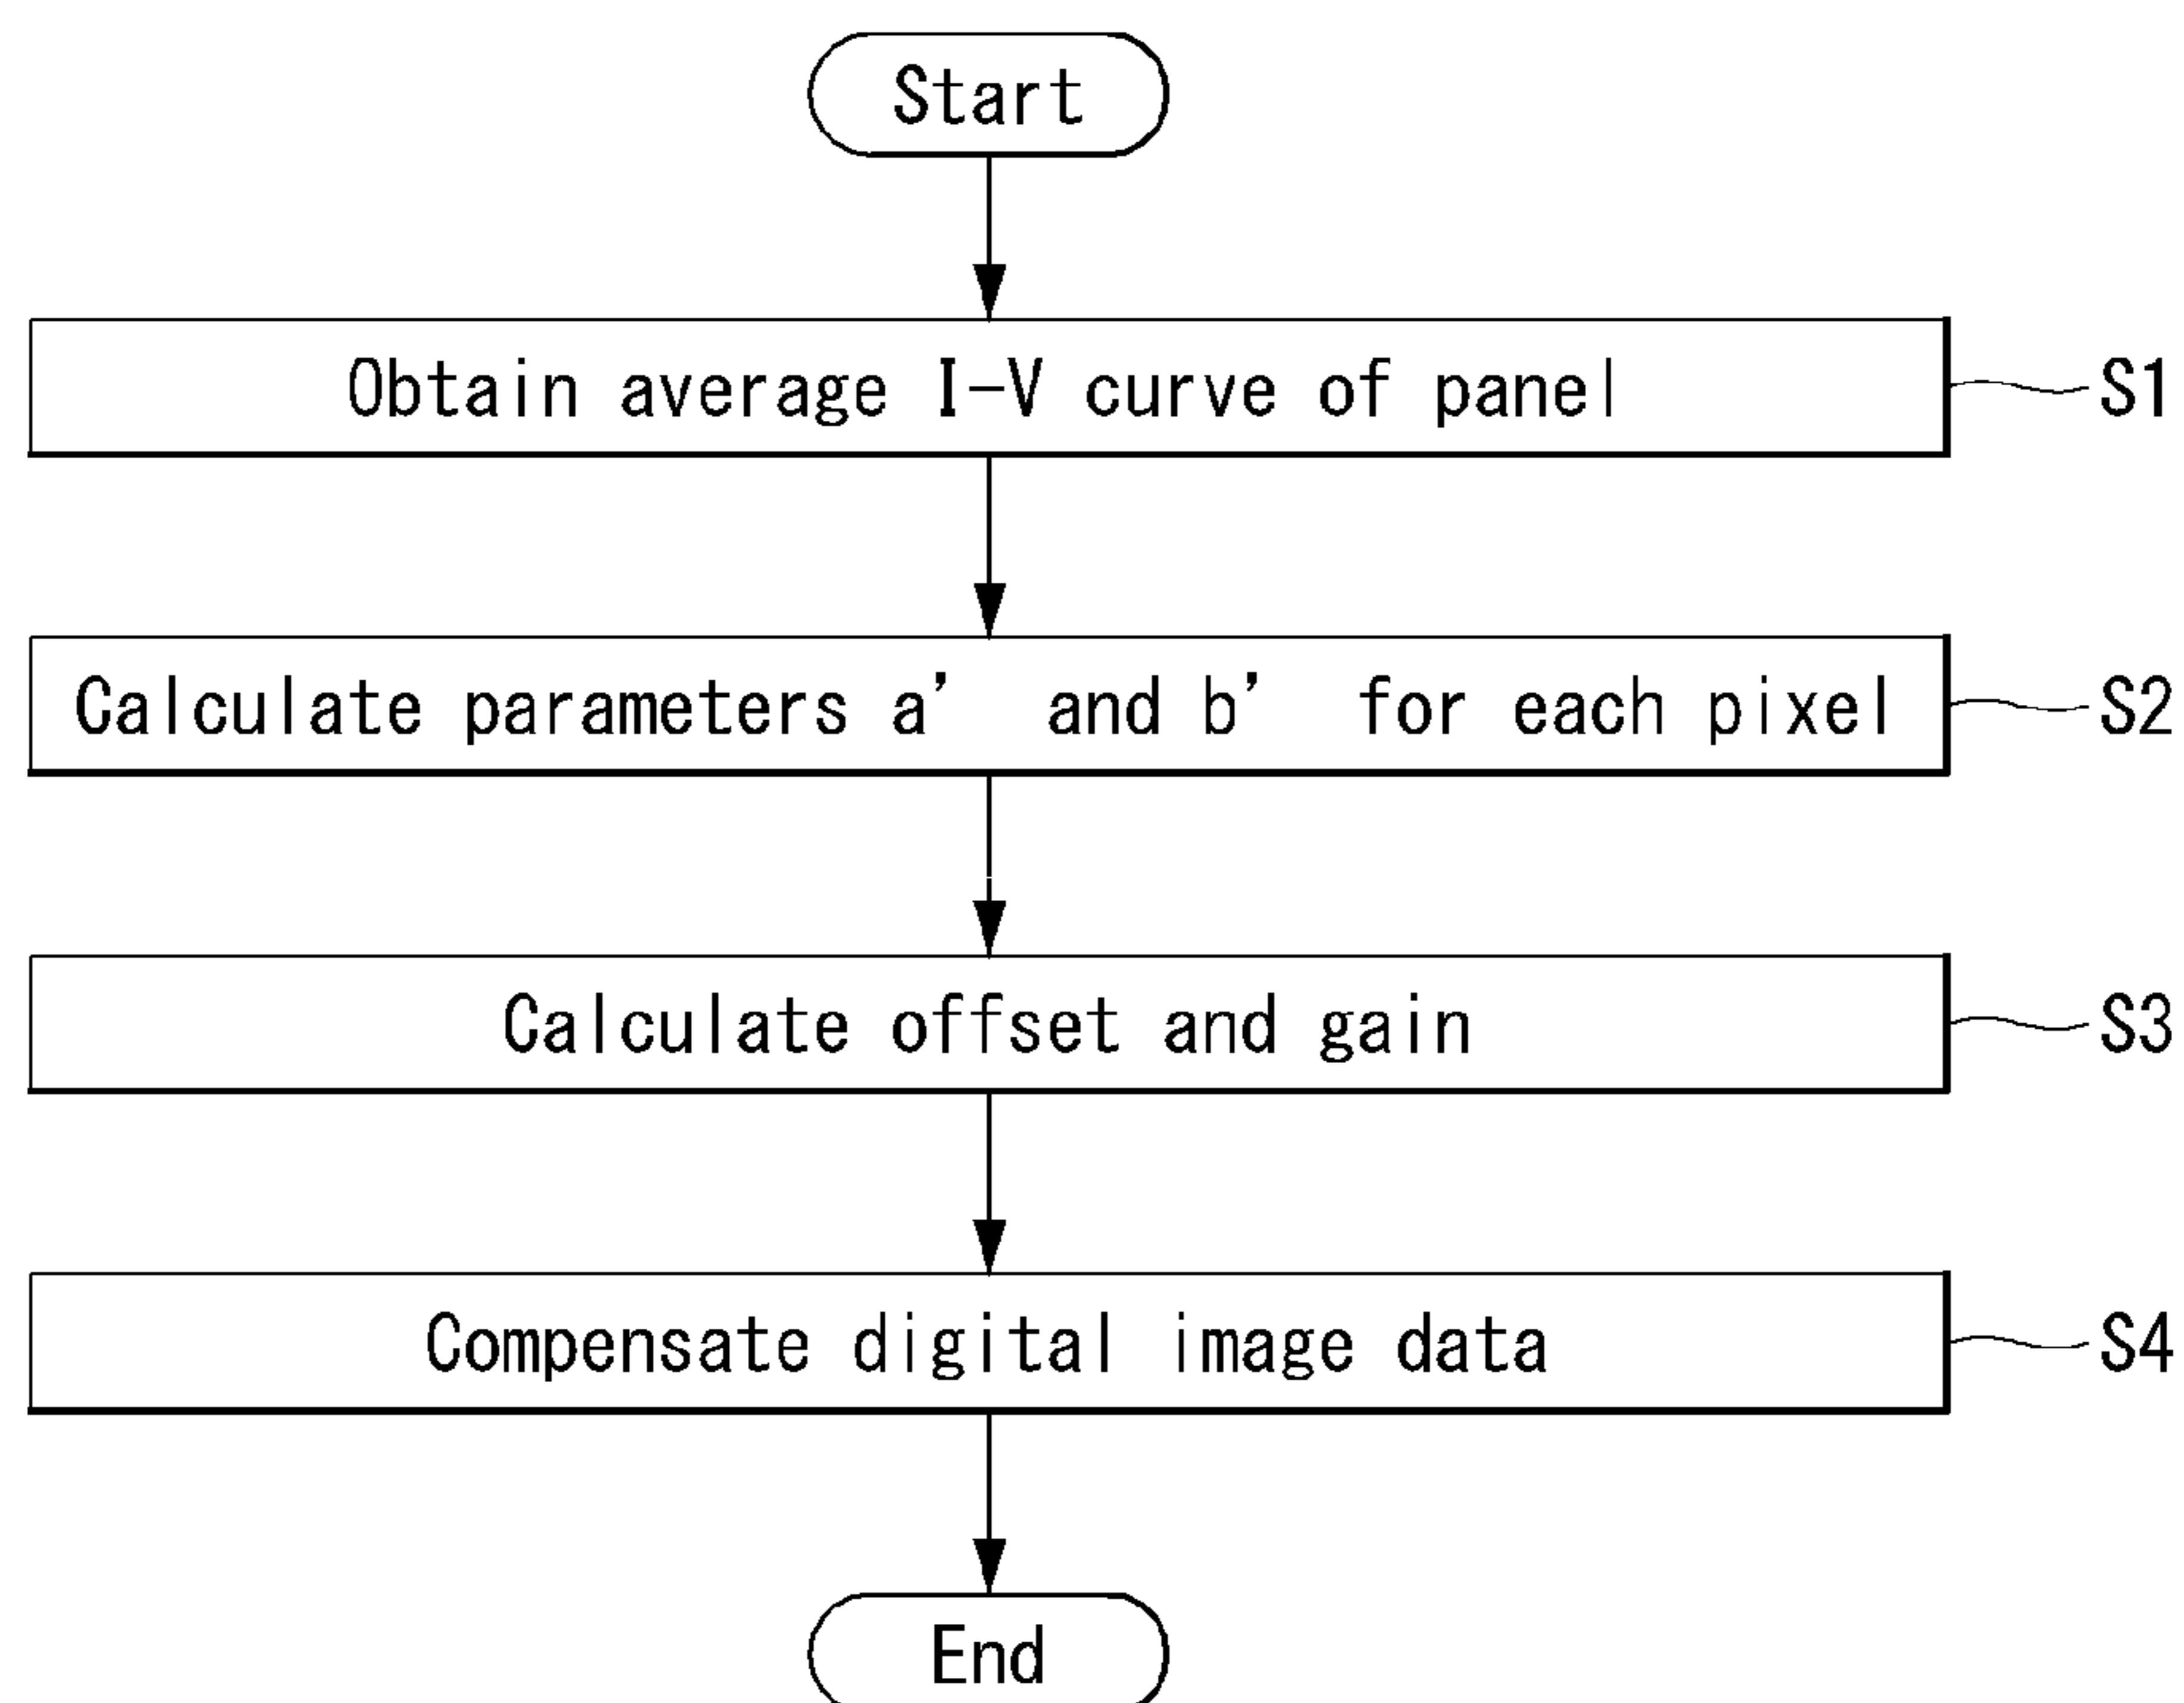 Start
Obtain average I-V curve of panel
S1
Calculate parameters a' and b' for each pixel
S2
Calculate offset and gain
S3
Compensate digital image data
S4
End